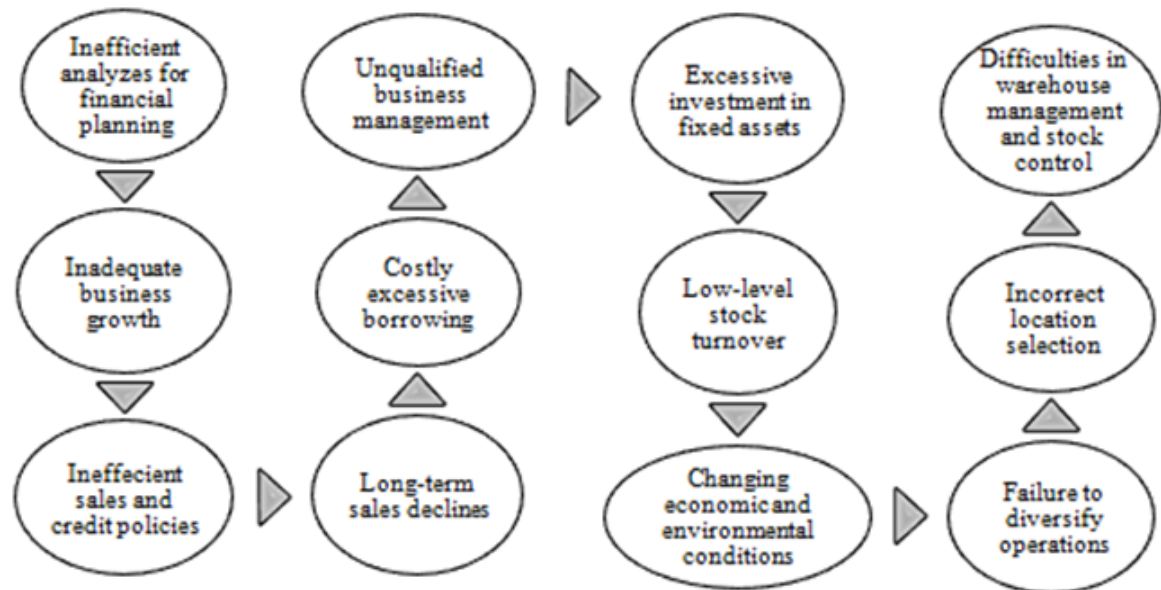 Inefficient
analyzes for
financial
planning
Inadequate
business
growth
Ineffecient
sales and
credit policies
Long-term
sales declines
Costly
excessive
borrowing
Unqualified
business
management
Excessive
investment in
fixed assets
Low-level
stock
turnover
Changing
economic and
environmental
conditions
Failure to
diversify
operations
Incorrect
location
selection
Difficulties in
warehouse
management
and stock
control